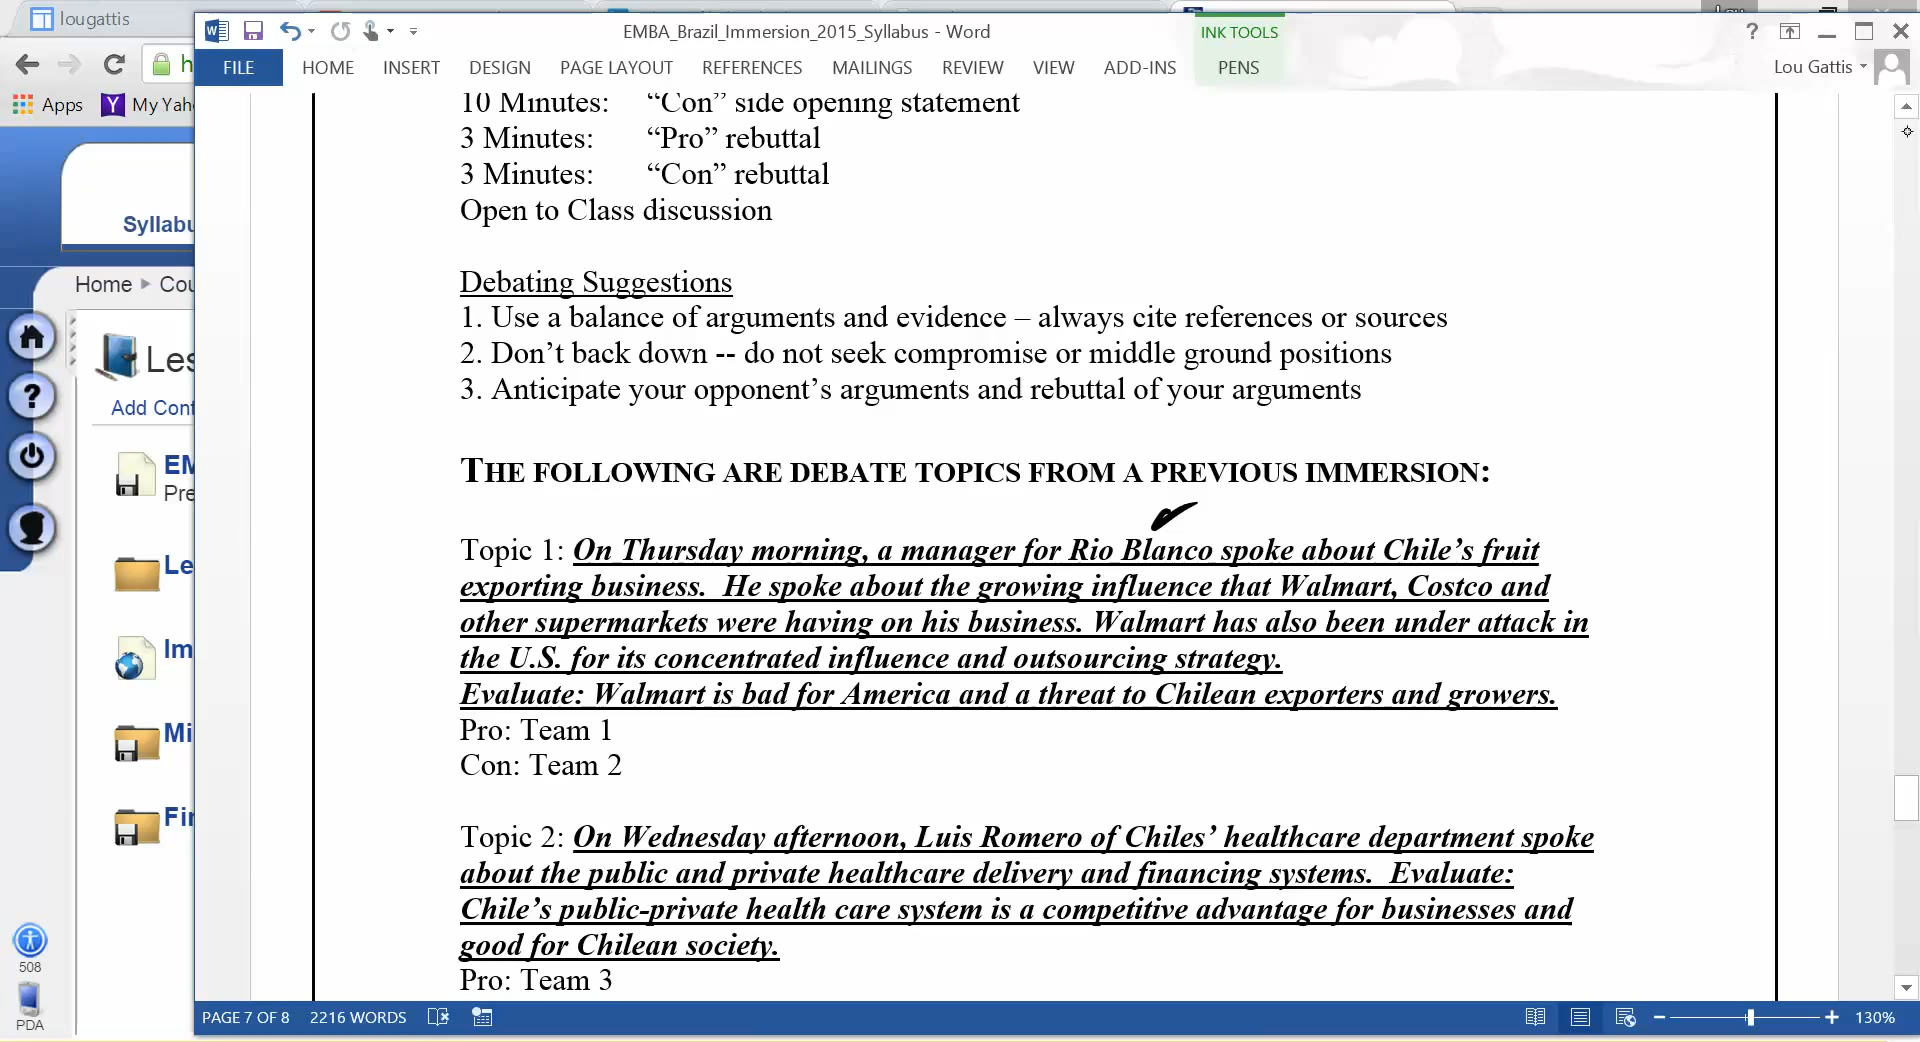 lougattis
EMBA_Brazil_Immersion_2015_Syllabus - Word
INK TOOLS
FILE HOME INSERT DESIGN PAGE LAYOUT REFERENCES MAILINGS REVIEW VIEW ADD-INS PENS
Lou Gattis
Apps My Yah
Syllabu
Home Cou
Les
Add Cont
EM
Pre
Le
Im
Mi
Fin
508
PDA
10 Minutes: “Con” side opening statement
3 Minutes: “Pro” rebuttal
3 Minutes: “Con” rebuttal
Open to Class discussion
Debating Suggestions
1. Use a balance of arguments and evidence – always cite references or sources
2. Don’t back down -- do not seek compromise or middle ground positions
3. Anticipate your opponent’s arguments and rebuttal of your arguments
THE FOLLOWING ARE DEBATE TOPICS FROM A PREVIOUS IMMERSION:
Topic 1: On Thursday morning, a manager for Rio Blanco spoke about Chile’s fruit
exporting business. He spoke about the growing influence that Walmart, Costco and
other supermarkets were having on his business. Walmart has also been under attack in
the U.S. for its concentrated influence and outsourcing strategy.
Evaluate: Walmart is bad for America and a threat to Chilean exporters and growers.
Pro: Team 1
Con: Team 2
Topic 2: On Wednesday afternoon, Luis Romero of Chiles’ healthcare department spoke
about the public and private healthcare delivery and financing systems. Evaluate:
Chile’s public-private health care system is a competitive advantage for businesses and
good for Chilean society.
Pro: Team 3
PAGE 7 OF 8 2216 WORDS
130%